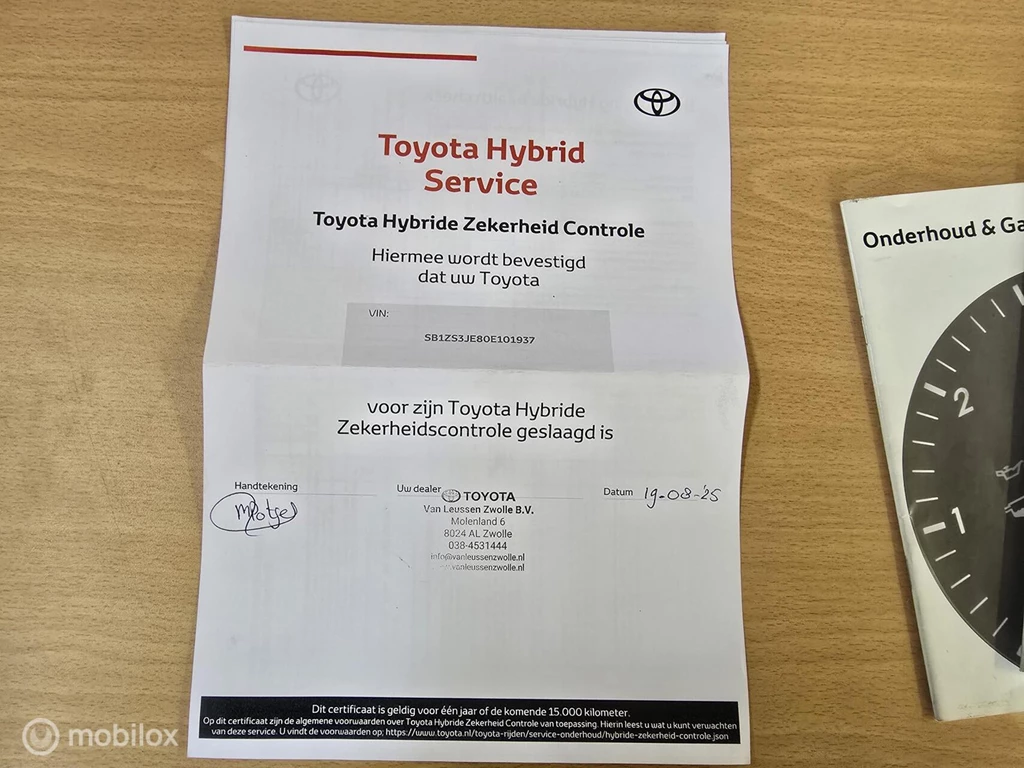 Toyota Hybrid
Service
Toyota Hybride Zekerheid Controle
Hiermee wordt bevestigd
dat uw Toyota
VIN:
SB1ZS3JE80E101937
voor zijn Toyota Hybride
Zekerheidscontrole geslaagd is
Handtekening
Uw dealer
TOYOTA
Van Leussen Zwolle B.V.
Molenland 6
8024 AL Zwolle
038-4531444
info@vanleussenzwolle.nl
vanleussenzwolle.nl
Datum 19-08-'25
Dit certificaat is geldig voor één jaar of de komende 15.000 kilometer.
Op dit certificaat zijn de algemene voorwaarden over Toyota Hybride Zekerheid Controle van toepassing. Hierin leest u wat u kunt verwachten
van deze service. U vindt de voorwaarden op; https://www.toyota.nl/toyota-rijden/service-onderhoud/hybride-zekerheid-controle.json
Onderhoud & Ga
2
1
mobilox